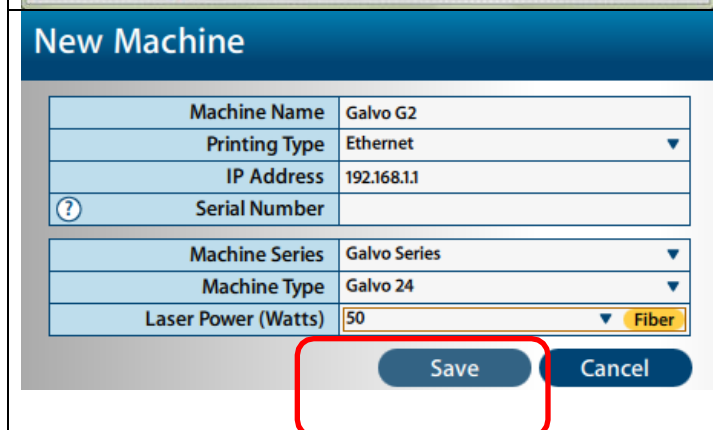 New Machine
Machine Name Galvo G2
Printing Type Ethernet
IP Address 192.168.1.1
? Serial Number
Machine Series Galvo Series
Machine Type Galvo 24
Laser Power (Watts) 50 Fiber
Save Cancel